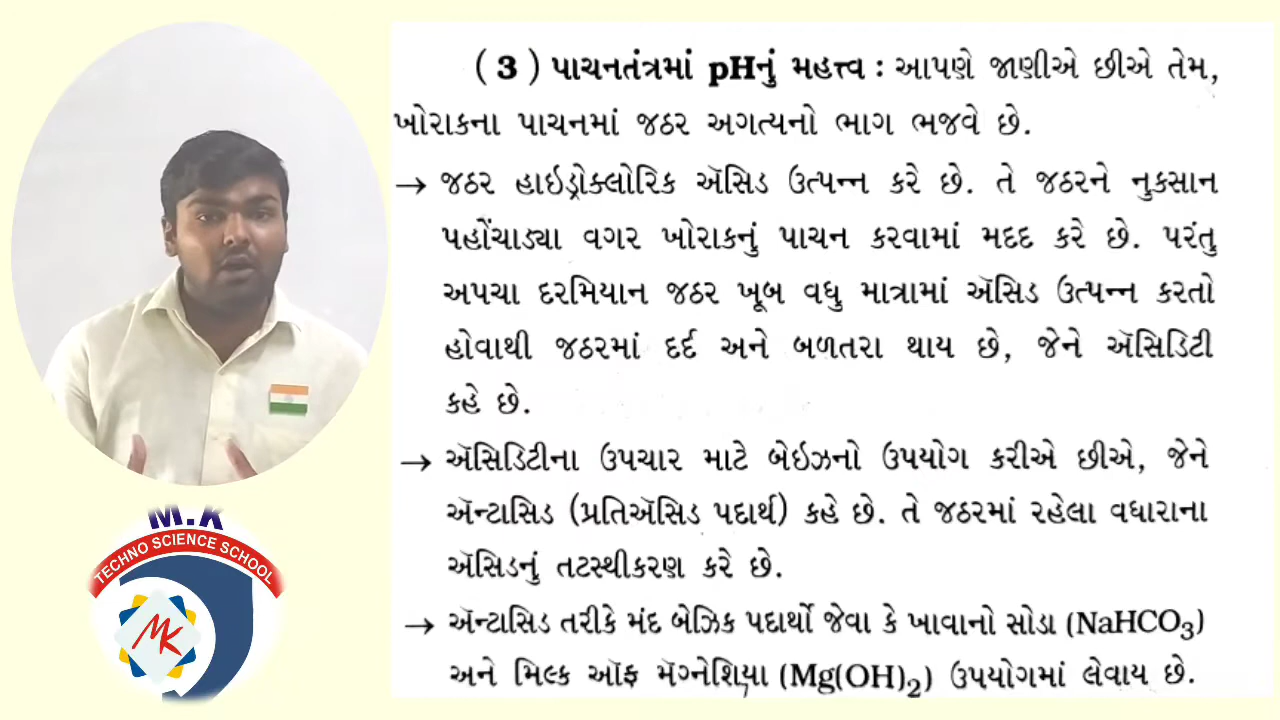 (3) પાચનતંત્રમાં pHનું મહત્ત્વ : આપણે જાણીએ છીએ તેમ,
ખોરાકના પાચનમાં જઠર અગત્યનો ભાગ ભજવે છે.
→ જઠર હાઇડ્રોક્લોરિક ઍસિડ ઉત્પન્ન કરે છે. તે જઠરને નુકસાન
પહોંચાડ્યા વગર ખોરાકનું પાચન કરવામાં મદદ કરે છે. પરંતુ
અપચા દરમિયાન જઠર ખૂબ વધુ માત્રામાં ઍસિડ ઉત્પન્ન કરતો
હોવાથી જઠરમાં દર્દ અને બળતરા થાય છે, જેને ઍસિડિટી
કહે છે.
→ ઍસિડિટીના ઉપચાર માટે બેઇઝનો ઉપયોગ કરીએ છીએ, જેને
ઍન્ટાસિડ (પ્રતિઍસિડ પદાર્થ) કહે છે. તે જઠરમાં રહેલા વધારાના
ઍસિડનું તટસ્થીકરણ કરે છે.
→ ઍન્ટાસિડ તરીકે મંદ બેઝિક પદાર્થો જેવા કે ખાવાનો સોડા (NaHCO₃)
અને મિલ્ક ઑફ મૅગ્નેશિયા (Mg(OH)₂) ઉપયોગમાં લેવાય છે.
M.K
TECHNO SCIENCE SCHOOL
MK